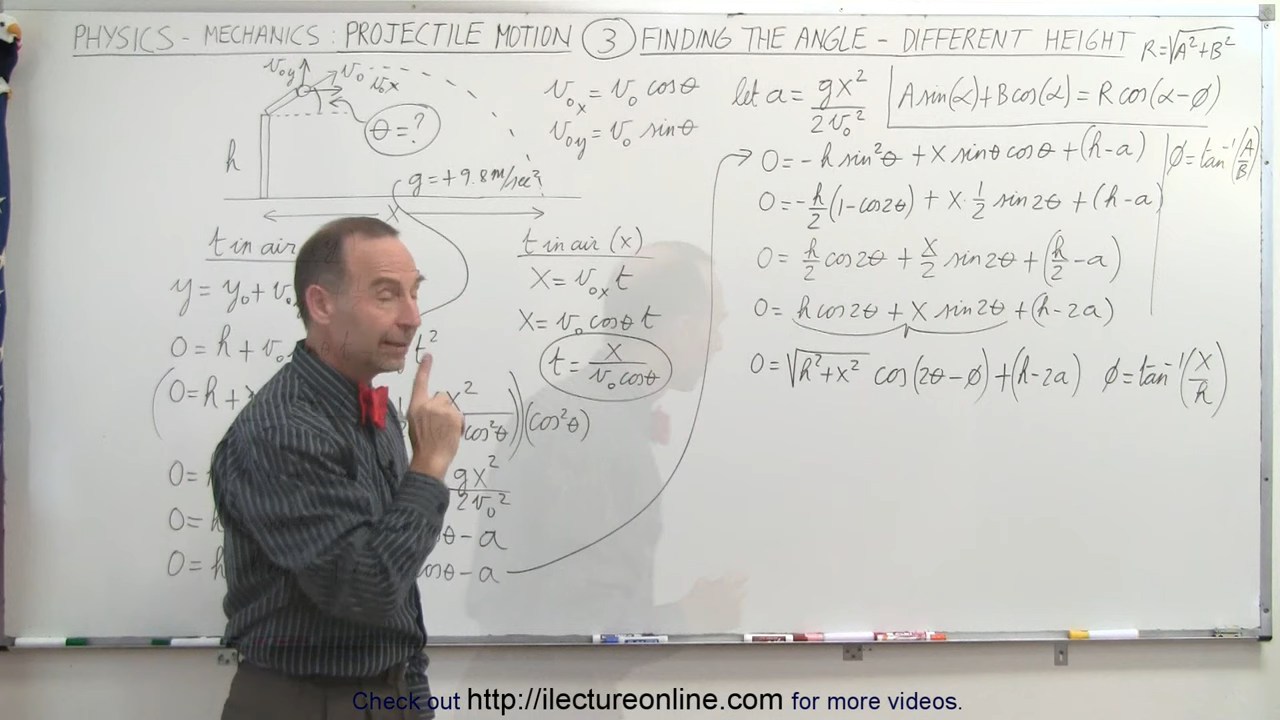 PHYSICS - MECHANICS : PROJECTILE MOTION ③ FINDING THE ANGLE - DIFFERENT HEIGHT
R=√(A²+B²)
v₀y v₀ v₀x
θ=?
h
g=+9.8 m/sec²
X
v₀x = v₀ cosθ
v₀y = v₀ sinθ
t in air
y = y₀ + v₀
0 = h + v₀ t²
(0 = h + x² cos²θ)(cos²θ)
0 = gx²/2v₀²
0 = h θ - a
0 = h cosθ - a
t in air (x)
X = v₀x t
X = v₀ cosθ t
t = X/(v₀ cosθ)
let a = gx²/2v₀²
A sin(α) + B cos(α) = R cos(α-ø)
ø = tan⁻¹(A/B)
0 = -h sin²θ + X sinθ cosθ + (h-a)
0 = -h/2 (1-cos2θ) + X·1/2 sin2θ + (h-a)
0 = h/2 cos2θ + X/2 sin2θ + (h/2 - a)
0 = h cos2θ + X sin2θ + (h-2a)
0 = √(h²+x²) cos(2θ-ø) + (h-2a) ø = tan⁻¹(X/h)
Check out http://ilectureonline.com for more videos.